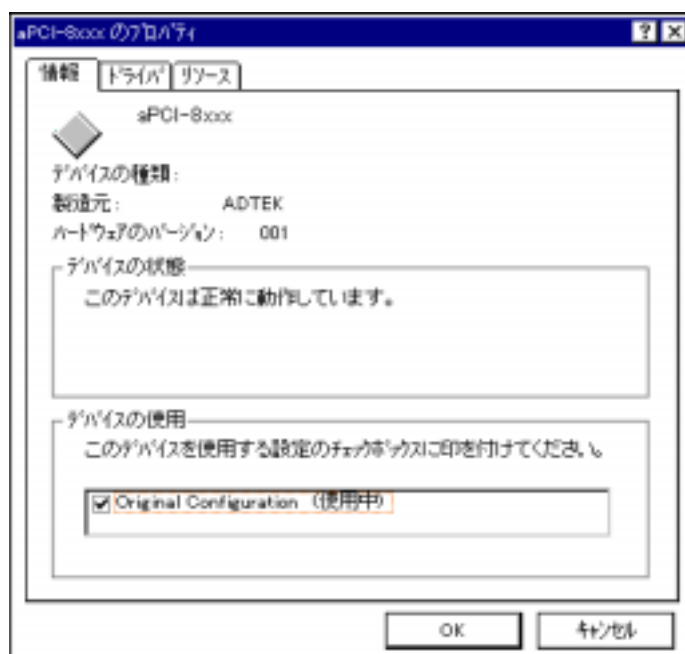 aPCI-8xxx のプロパティ
情報 ドライバ リソース
aPCI-8xxx
デバイスの種類:
製造元: ADTEK
ハードウェアのバージョン: 001
デバイスの状態
このデバイスは正常に動作しています。
デバイスの使用
このデバイスを使用する設定のチェックボックスに印を付けてください。
Original Configuration (使用中)
OK キャンセル